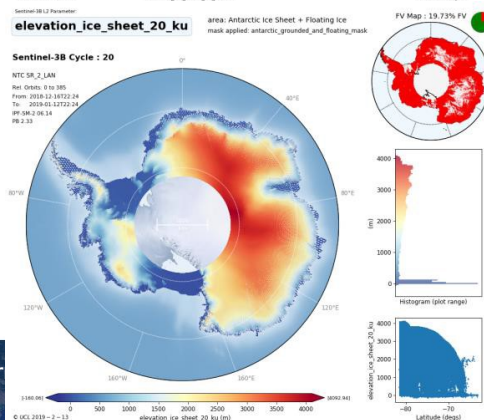 Sentinel-3B L2 Parameter:
elevation_ice_sheet_20_ku
area: Antarctic Ice Sheet + Floating Ice
mask applied: antarctic_grounded_and_floating_mask
FV Map : 19.73% FV
Sentinel-3B Cycle : 20
NTC SR_2_LAN
Rel. Orbits: 0 to 385
From: 2018-12-16T22:24
To: 2019-01-12T22:24
IPF-SM-2 06.14
PB 2.33
0°
40°E
80°W
120°W
120°E
160°W
160°E
4000
3000
2000
1000
0
(m)
Histogram (plot range)
4000
3000
2000
1000
0
elevation_ice_sheet_20_ku
−80
−70
Latitude (degs)
[-160.06]
0
500
1000
1500
2000
2500
3000
3500
4000
[4092.94]
elevation_ice_sheet_20_ku (m)
© UCL 2019 − 2 − 13